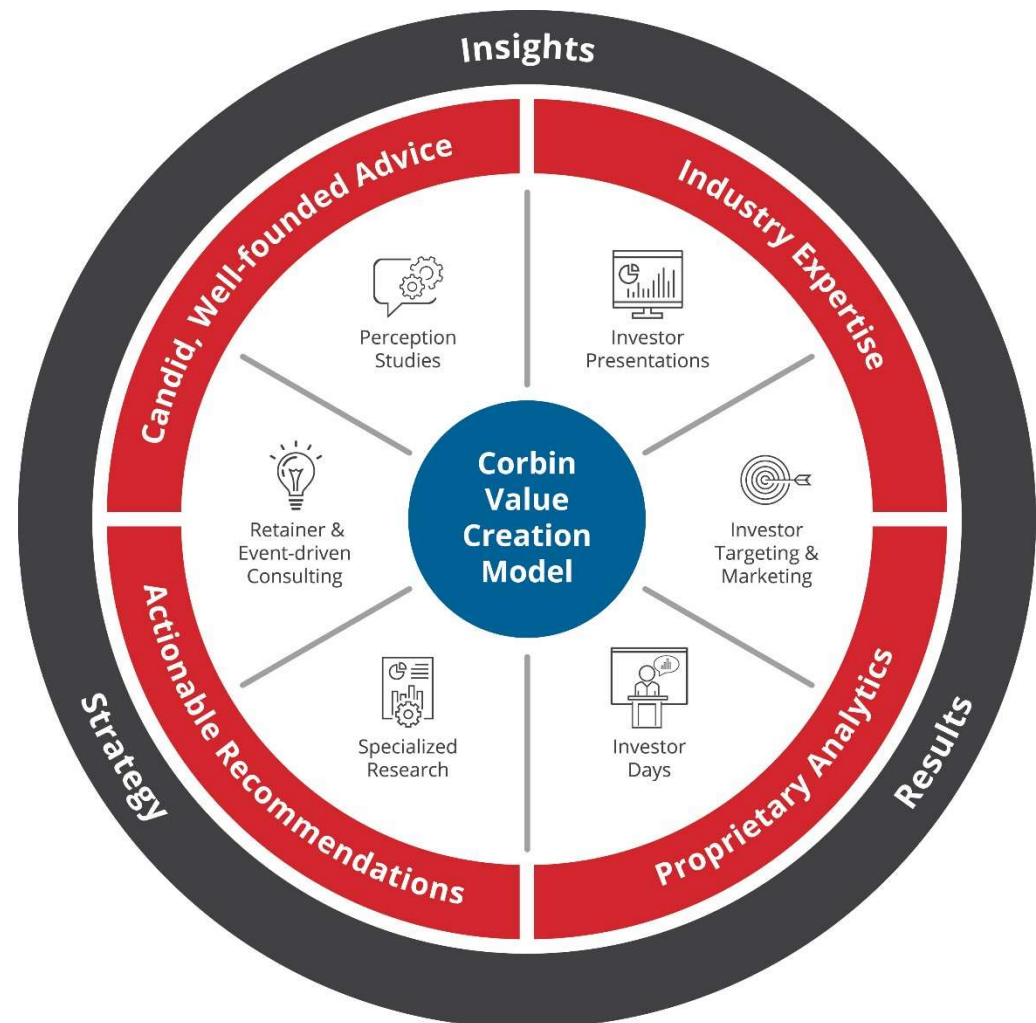 Insights
Candid, Well-founded Advice
Industry Expertise
Perception
Studies
Investor
Presentations
Corbin
Value
Creation
Model
Retainer &
Event-driven
Consulting
Investor
Targeting &
Marketing
Specialized
Research
Investor
Days
Actionable Recommendations
Proprietary Analytics
Strategy
Results